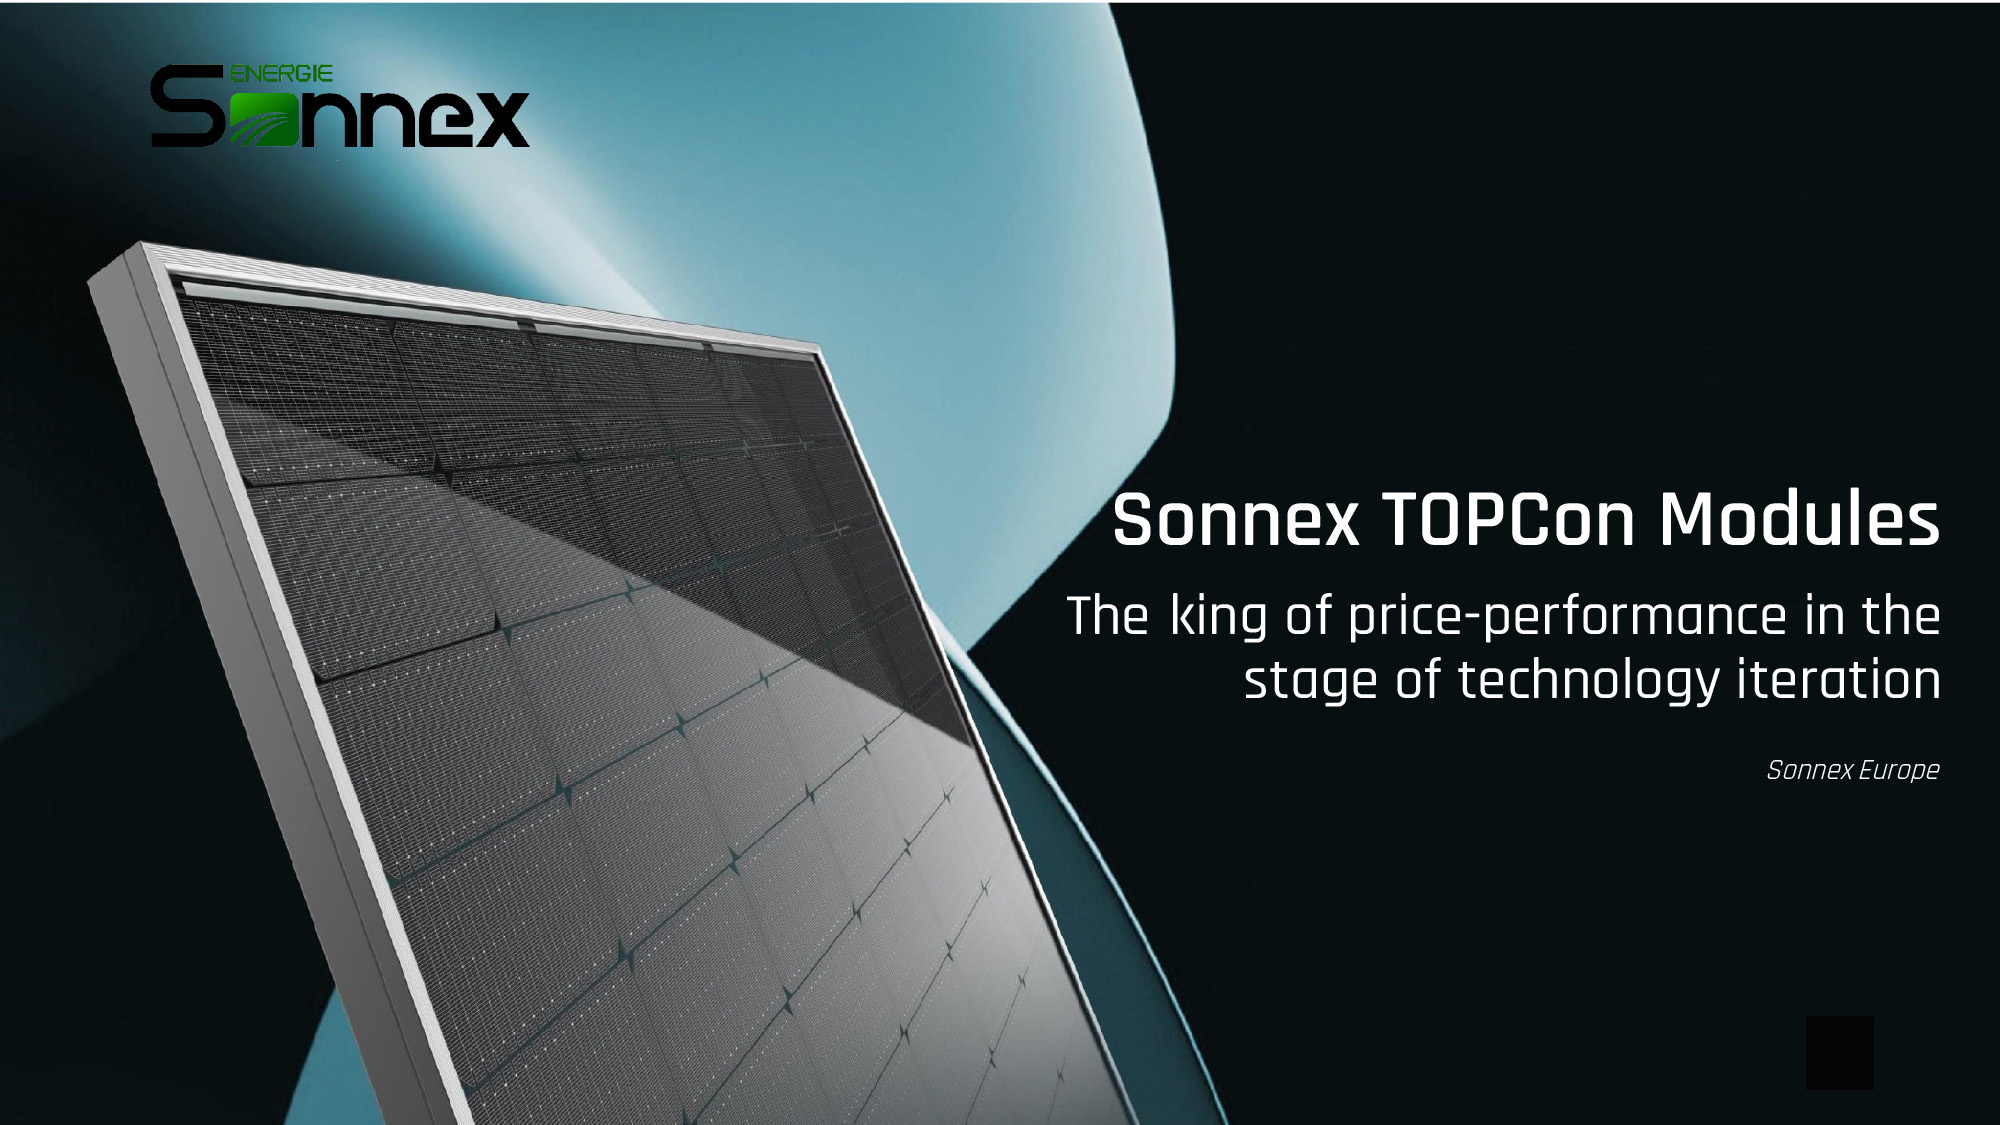 ENERGIE
Sonnex
Sonnex TOPCon Modules
The king of price-performance in the
stage of technology iteration
Sonnex Europe